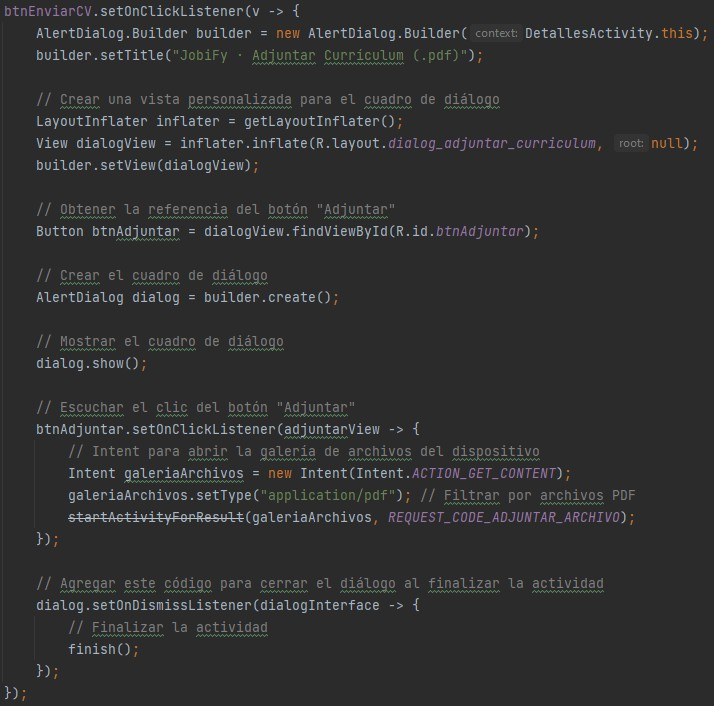 btnEnviarCV.setOnClickListener(v -> {
    AlertDialog.Builder builder = new AlertDialog.Builder( context: DetallesActivity.this);
    builder.setTitle("JobiFy · Adjuntar Curriculum (.pdf)");

    // Crear una vista personalizada para el cuadro de diálogo
    LayoutInflater inflater = getLayoutInflater();
    View dialogView = inflater.inflate(R.layout.dialog_adjuntar_curriculum, root: null);
    builder.setView(dialogView);

    // Obtener la referencia del botón "Adjuntar"
    Button btnAdjuntar = dialogView.findViewById(R.id.btnAdjuntar);

    // Crear el cuadro de diálogo
    AlertDialog dialog = builder.create();

    // Mostrar el cuadro de diálogo
    dialog.show();

    // Escuchar el clic del botón "Adjuntar"
    btnAdjuntar.setOnClickListener(adjuntarView -> {
        // Intent para abrir la galería de archivos del dispositivo
        Intent galeriaArchivos = new Intent(Intent.ACTION_GET_CONTENT);
        galeriaArchivos.setType("application/pdf"); // Filtrar por archivos PDF
        startActivityForResult(galeriaArchivos, REQUEST_CODE_ADJUNTAR_ARCHIVO);
    });

    // Agregar este código para cerrar el diálogo al finalizar la actividad
    dialog.setOnDismissListener(dialogInterface -> {
        // Finalizar la actividad
        finish();
    });
});